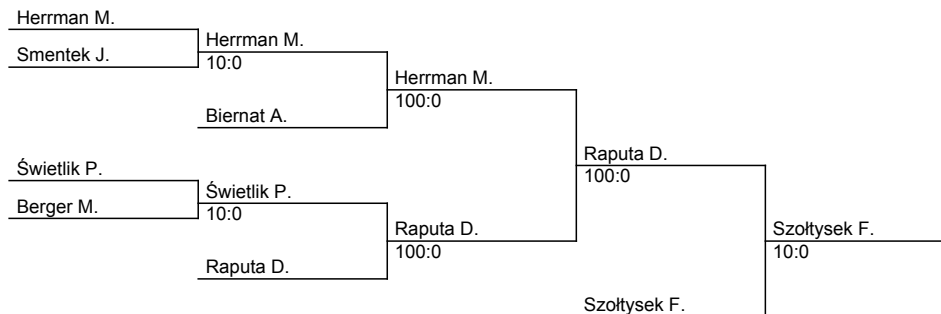 Herrman M.
Smentek J.
Herrman M.
10:0
Biernat A.
Herrman M.
100:0
Świetlik P.
Berger M.
Świetlik P.
10:0
Raputa D.
Raputa D.
100:0
Raputa D.
100:0
Szołtysek F.
Szołtysek F.
10:0